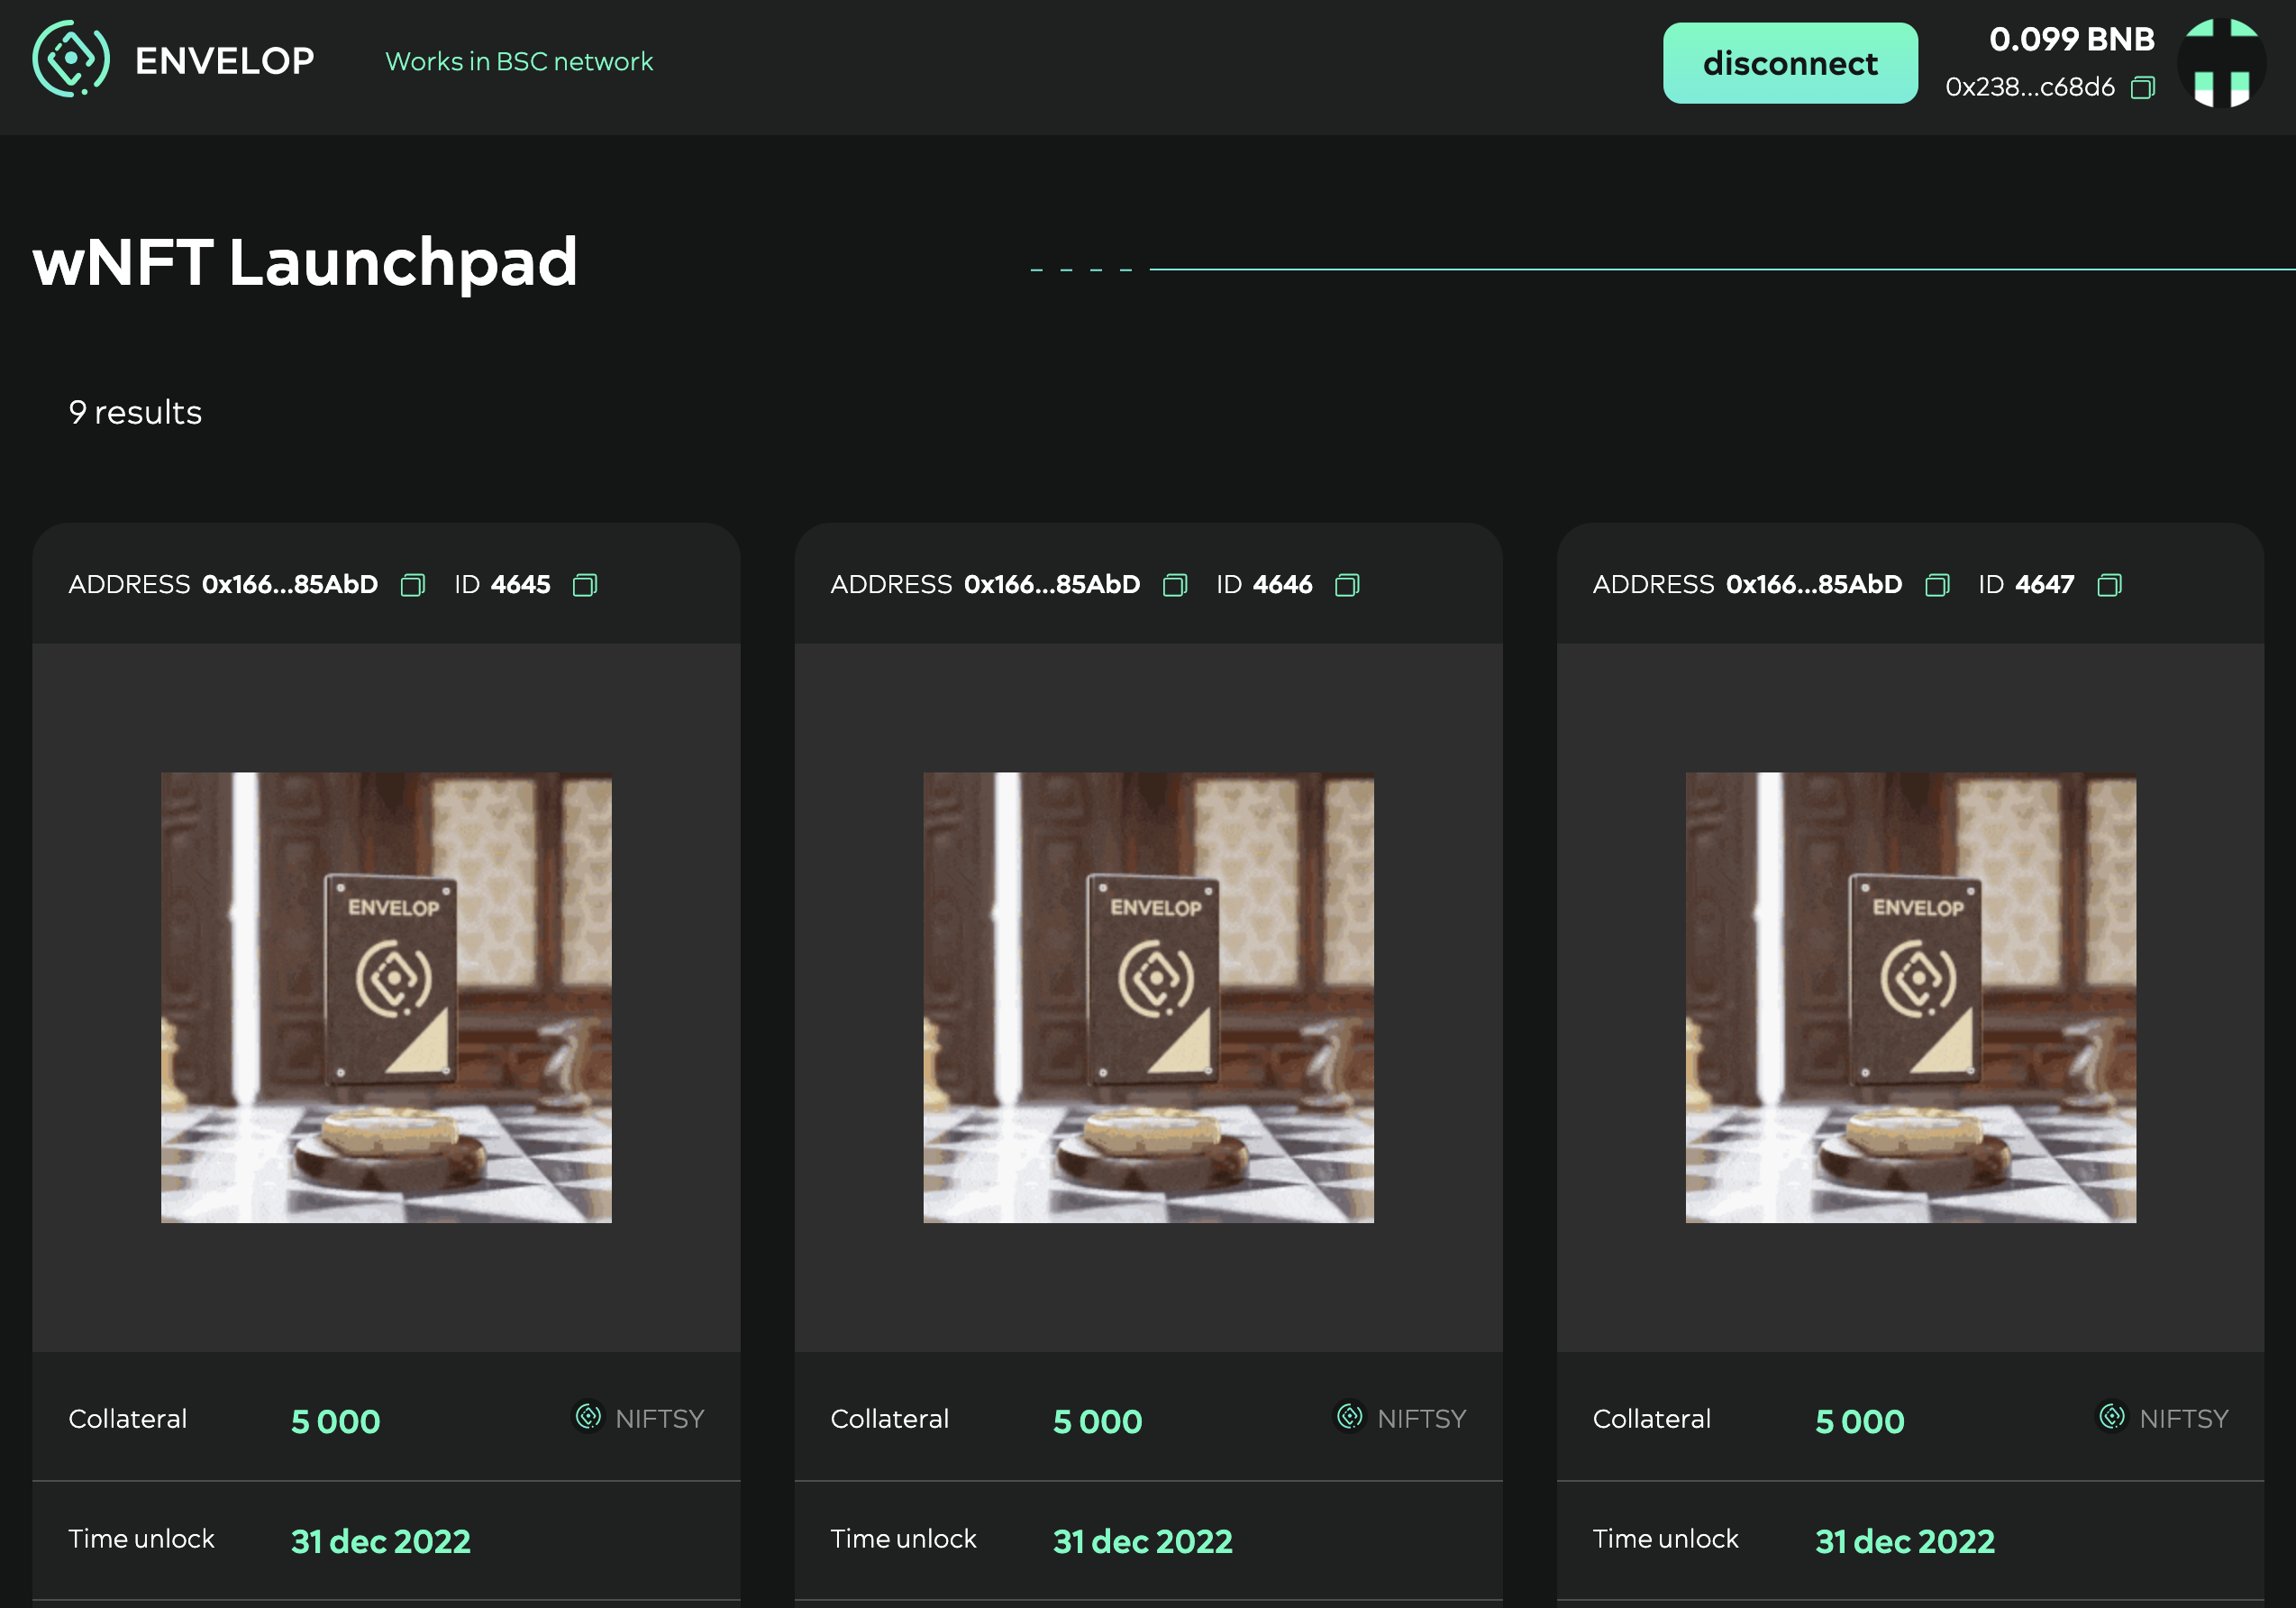 ENVELOP
Works in BSC network
disconnect
0.099 BNB
0x238...c68d6
wNFT Launchpad
9 results
ADDRESS 0x166...85AbD ID 4645
ENVELOP
Collateral 5 000 NIFTSY
Time unlock 31 dec 2022
ADDRESS 0x166...85AbD ID 4646
ENVELOP
Collateral 5 000 NIFTSY
Time unlock 31 dec 2022
ADDRESS 0x166...85AbD ID 4647
ENVELOP
Collateral 5 000 NIFTSY
Time unlock 31 dec 2022